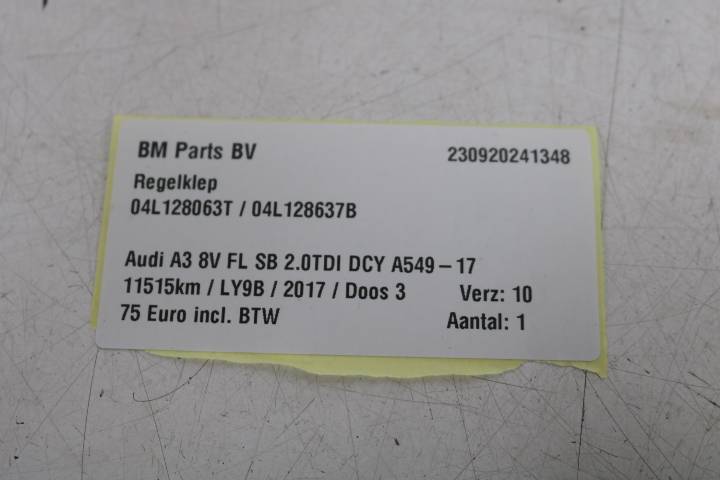 BM Parts BV 230920241348
Regelklep
04L128063T / 04L128637B
Audi A3 8V FL SB 2.0TDI DCY A549-17
11515km / LY9B / 2017 / Doos 3 Verz: 10
75 Euro incl. BTW Aantal: 1